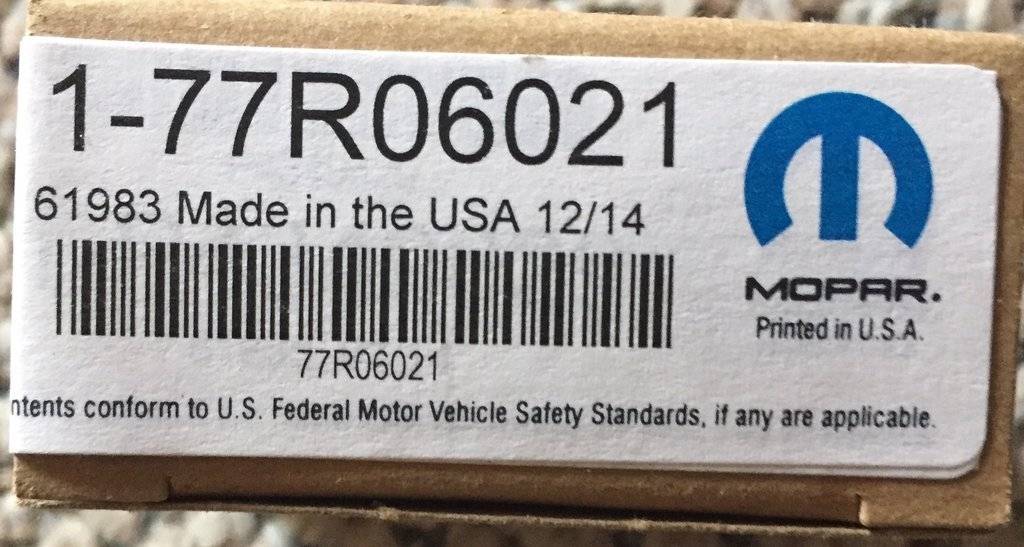 1-77R06021
61983 Made in the USA 12/14
77R06021
MOPAR.
Printed in U.S.A.
conform to U.S. Federal Motor Vehicle Safety Standards, if any are applicable.